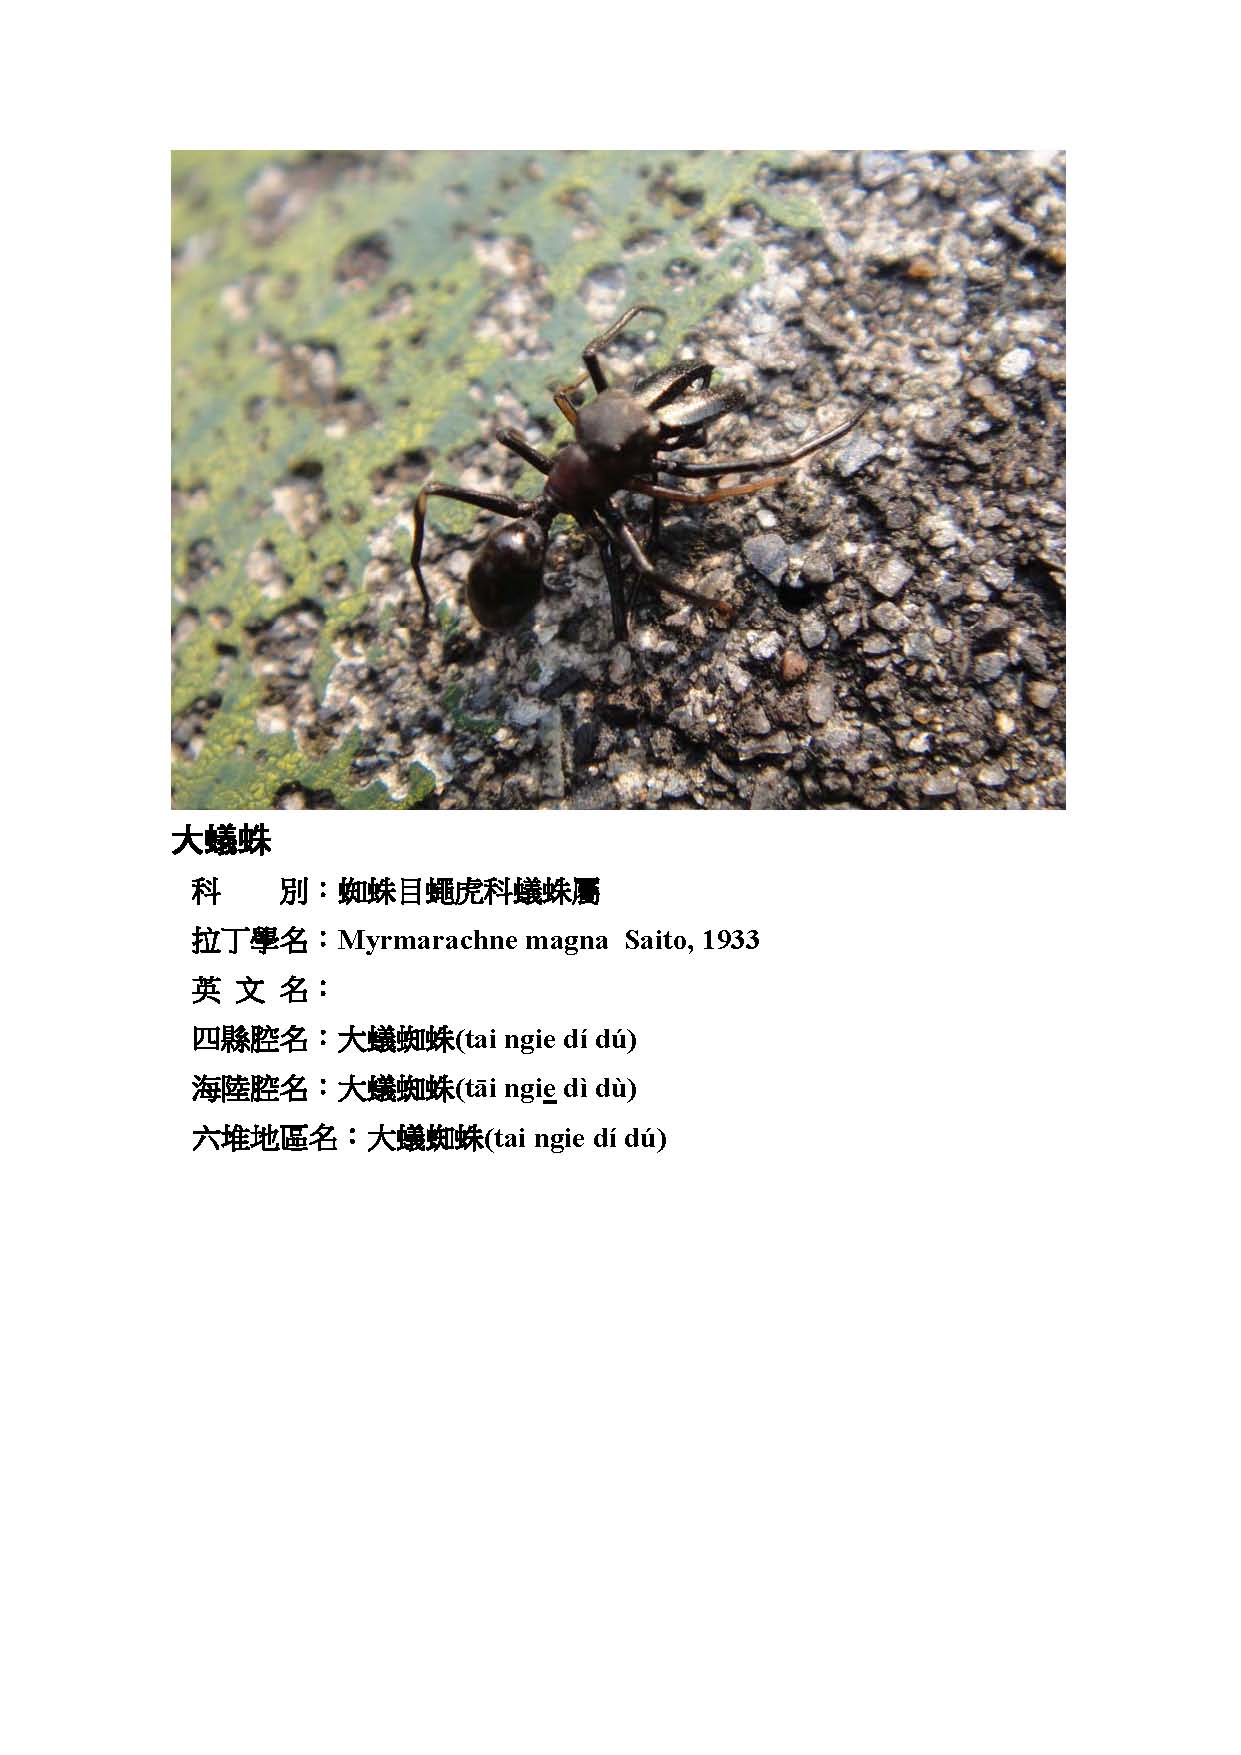 大蟻蛛
科　　別：蜘蛛目蠅虎科蟻蛛屬
拉丁學名：Myrmarachne magna Saito, 1933
英 文 名：
四縣腔名：大蟻蜘蛛(tai ngie dí dú)
海陸腔名：大蟻蜘蛛(tāi ngie̲ dì dù)
六堆地區名：大蟻蜘蛛(tai ngie dí dú)